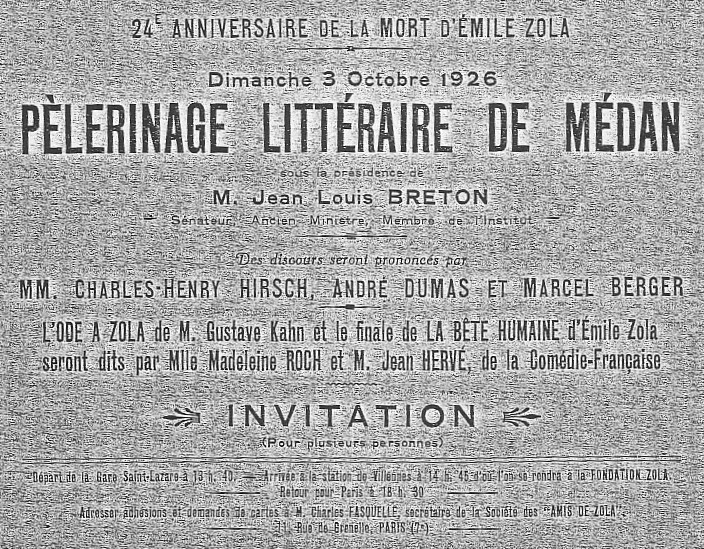 24E ANNIVERSAIRE DE LA MORT D'ÉMILE ZOLA
Dimanche 3 Octobre 1926
PÈLERINAGE LITTÉRAIRE DE MÉDAN
sous la présidence de
M. Jean Louis BRETON
Sénateur, Ancien Ministre, Membre de l'Institut
Des discours seront prononcés par
MM. CHARLES-HENRY HIRSCH, ANDRÉ DUMAS ET MARCEL BERGER
L'ODE A ZOLA de M. Gustave Kahn et le finale de LA BÊTE HUMAINE d'Émile Zola
seront dits par Mlle Madeleine ROCH et M. Jean HERVÉ, de la Comédie-Française
INVITATION
(Pour plusieurs personnes)
Départ de la Gare Saint-Lazare à 13 h. 40. — Arrivée à la station de Villennes à 14 h. 45 d'où l'on se rendra à la FONDATION ZOLA.
Retour pour Paris à 18 h. 30
Adresser adhésions et demandes de cartes à M. Charles FASQUELLE, secrétaire de la Société des "AMIS DE ZOLA".
11 Rue de Grenelle, PARIS (7e)